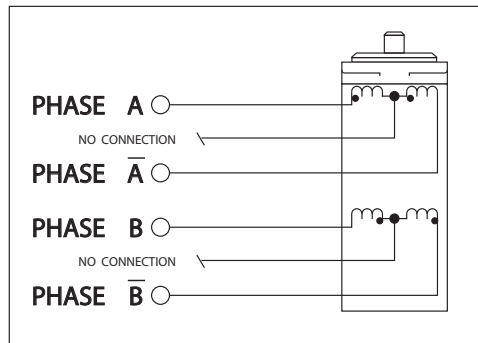 PHASE A
NO CONNECTION
PHASE A̅
PHASE B
NO CONNECTION
PHASE B̅